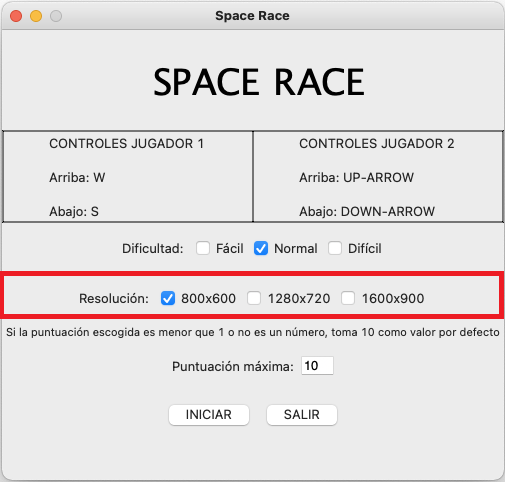 Space Race
SPACE RACE
CONTROLES JUGADOR 1
Arriba: W
Abajo: S
CONTROLES JUGADOR 2
Arriba: UP-ARROW
Abajo: DOWN-ARROW
Dificultad: Fácil Normal Difícil
Resolución: 800x600 1280x720 1600x900
Si la puntuación escogida es menor que 1 o no es un número, toma 10 como valor por defecto
Puntuación máxima: 10
INICIAR SALIR